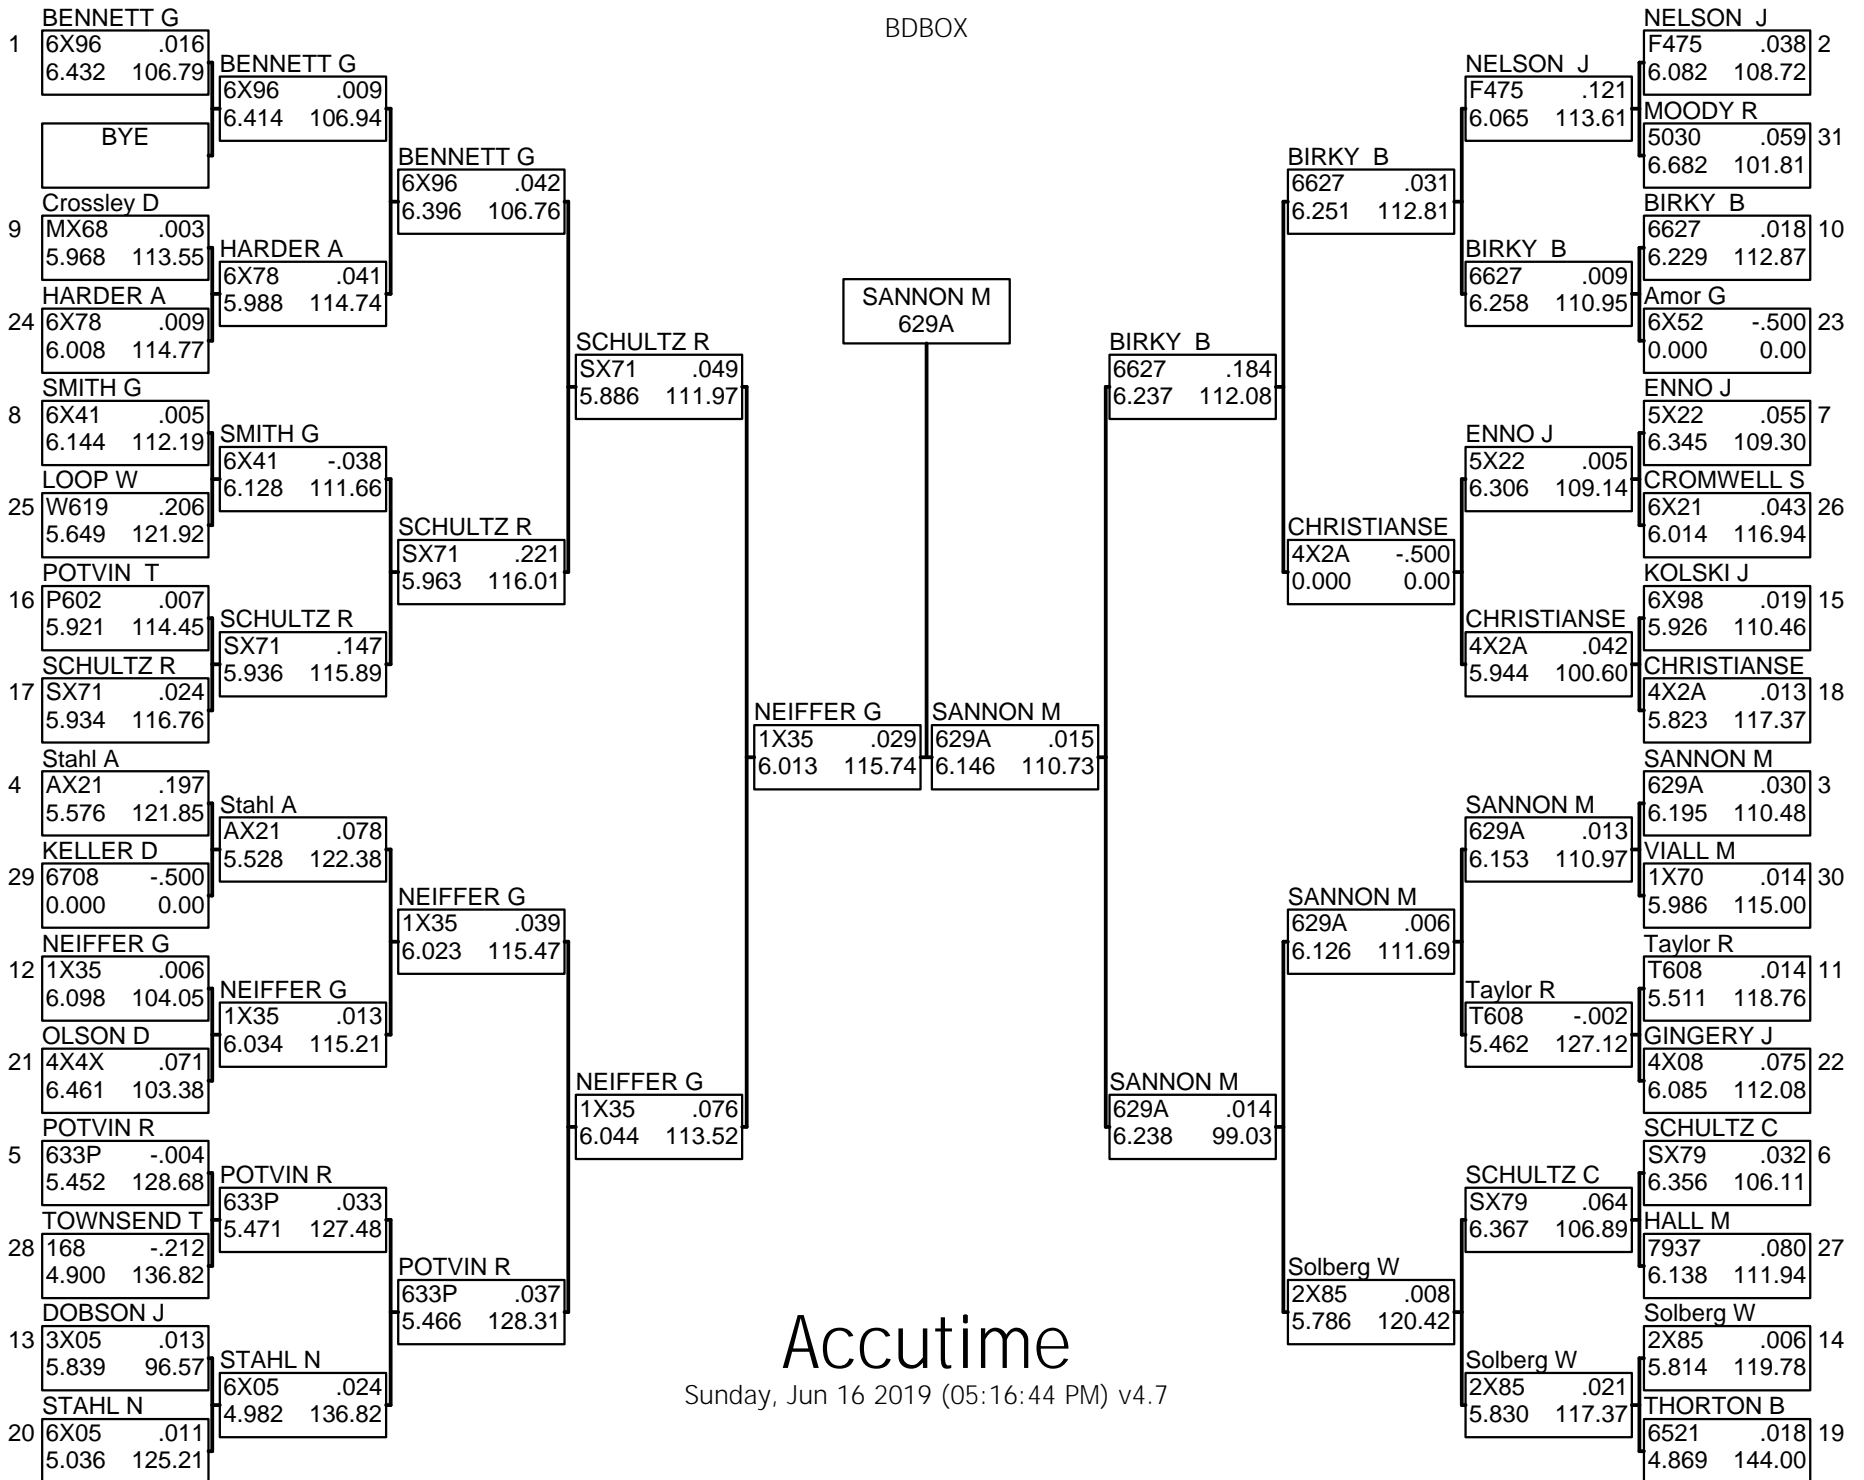 BDBOX
BENNETT G
1 6X96 .016
6.432 106.79
BYE
Crossley D
9 MX68 .003
5.968 113.55
HARDER A
24 6X78 .009
6.008 114.77
SMITH G
8 6X41 .005
6.144 112.19
LOOP W
25 W619 .206
5.649 121.92
POTVIN T
16 P602 .007
5.921 114.45
SCHULTZ R
17 SX71 .024
5.934 116.76
Stahl A
4 AX21 .197
5.576 121.85
KELLER D
29 6708 -.500
0.000 0.00
NEIFFER G
12 1X35 .006
6.098 104.05
OLSON D
21 4X4X .071
6.461 103.38
POTVIN R
5 633P -.004
5.452 128.68
TOWNSEND T
28 168 -.212
4.900 136.82
DOBSON J
13 3X05 .013
5.839 96.57
STAHL N
20 6X05 .011
5.036 125.21
BENNETT G
6X96 .009
6.414 106.94
HARDER A
6X78 .041
5.988 114.74
SMITH G
6X41 -.038
6.128 111.66
SCHULTZ R
SX71 .147
5.936 115.89
Stahl A
AX21 .078
5.528 122.38
NEIFFER G
1X35 .013
6.034 115.21
POTVIN R
633P .033
5.471 127.48
STAHL N
6X05 .024
4.982 136.82
BENNETT G
6X96 .042
6.396 106.76
SCHULTZ R
SX71 .221
5.963 116.01
NEIFFER G
1X35 .039
6.023 115.47
POTVIN R
633P .037
5.466 128.31
SCHULTZ R
SX71 .049
5.886 111.97
NEIFFER G
1X35 .076
6.044 113.52
NEIFFER G
1X35 .029
6.013 115.74
SANNON M
629A
SANNON M
629A .015
6.146 110.73
BIRKY B
6627 .184
6.237 112.08
SANNON M
629A .014
6.238 99.03
BIRKY B
6627 .031
6.251 112.81
CHRISTIANSE
4X2A -.500
0.000 0.00
SANNON M
629A .006
6.126 111.69
Solberg W
2X85 .008
5.786 120.42
NELSON J
F475 .121
6.065 113.61
BIRKY B
6627 .009
6.258 110.95
ENNO J
5X22 .005
6.306 109.14
CHRISTIANSE
4X2A .042
5.944 100.60
SANNON M
629A .013
6.153 110.97
Taylor R
T608 -.002
5.462 127.12
SCHULTZ C
SX79 .064
6.367 106.89
Solberg W
2X85 .021
5.830 117.37
NELSON J
F475 .038 2
6.082 108.72
MOODY R
5030 .059 31
6.682 101.81
BIRKY B
6627 .018 10
6.229 112.87
Amor G
6X52 -.500 23
0.000 0.00
ENNO J
5X22 .055 7
6.345 109.30
CROMWELL S
6X21 .043 26
6.014 116.94
KOLSKI J
6X98 .019 15
5.926 110.46
CHRISTIANSE
4X2A .013 18
5.823 117.37
SANNON M
629A .030 3
6.195 110.48
VIALL M
1X70 .014 30
5.986 115.00
Taylor R
T608 .014 11
5.511 118.76
GINGERY J
4X08 .075 22
6.085 112.08
SCHULTZ C
SX79 .032 6
6.356 106.11
HALL M
7937 .080 27
6.138 111.94
Solberg W
2X85 .006 14
5.814 119.78
THORTON B
6521 .018 19
4.869 144.00
Accutime
Sunday, Jun 16 2019 (05:16:44 PM) v4.7